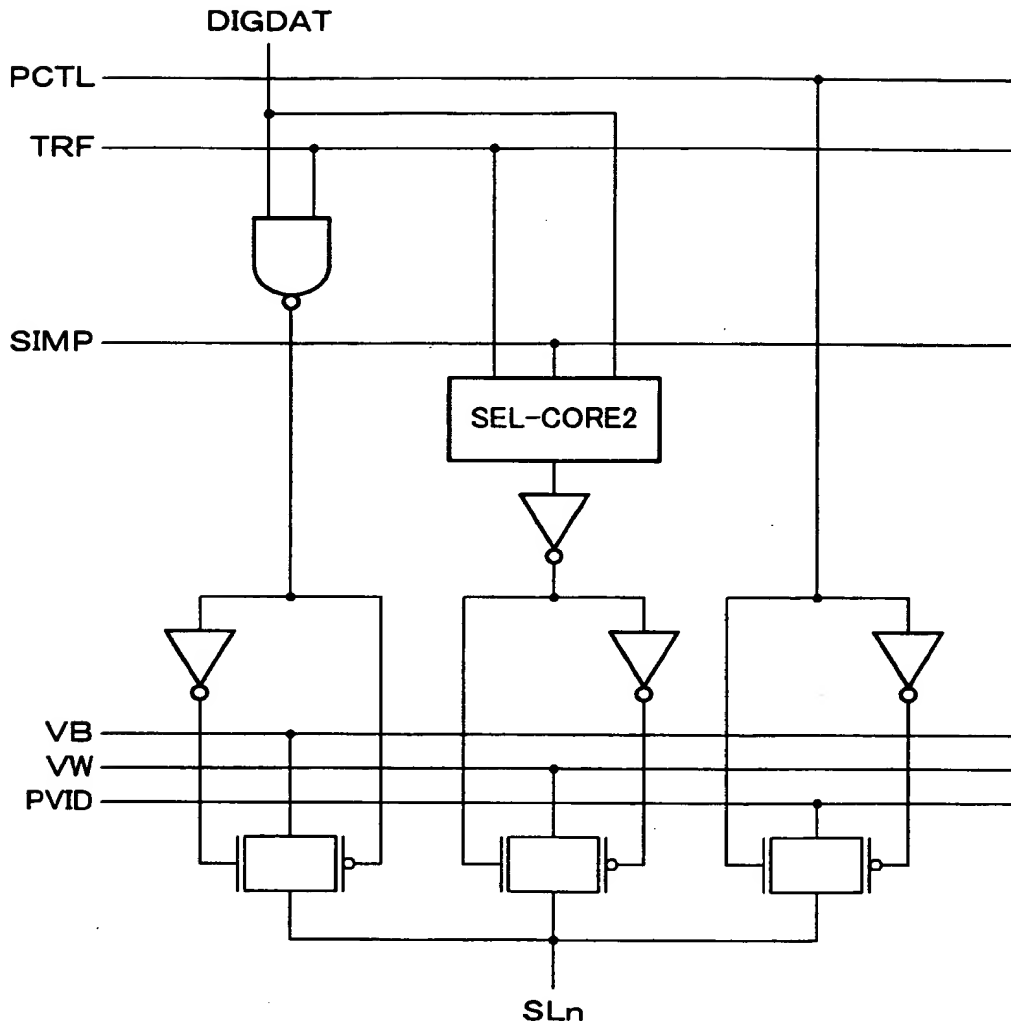 DIGDAT
PCTL
TRF
SIMP
SEL-CORE2
VB
VW
PVID
SLn